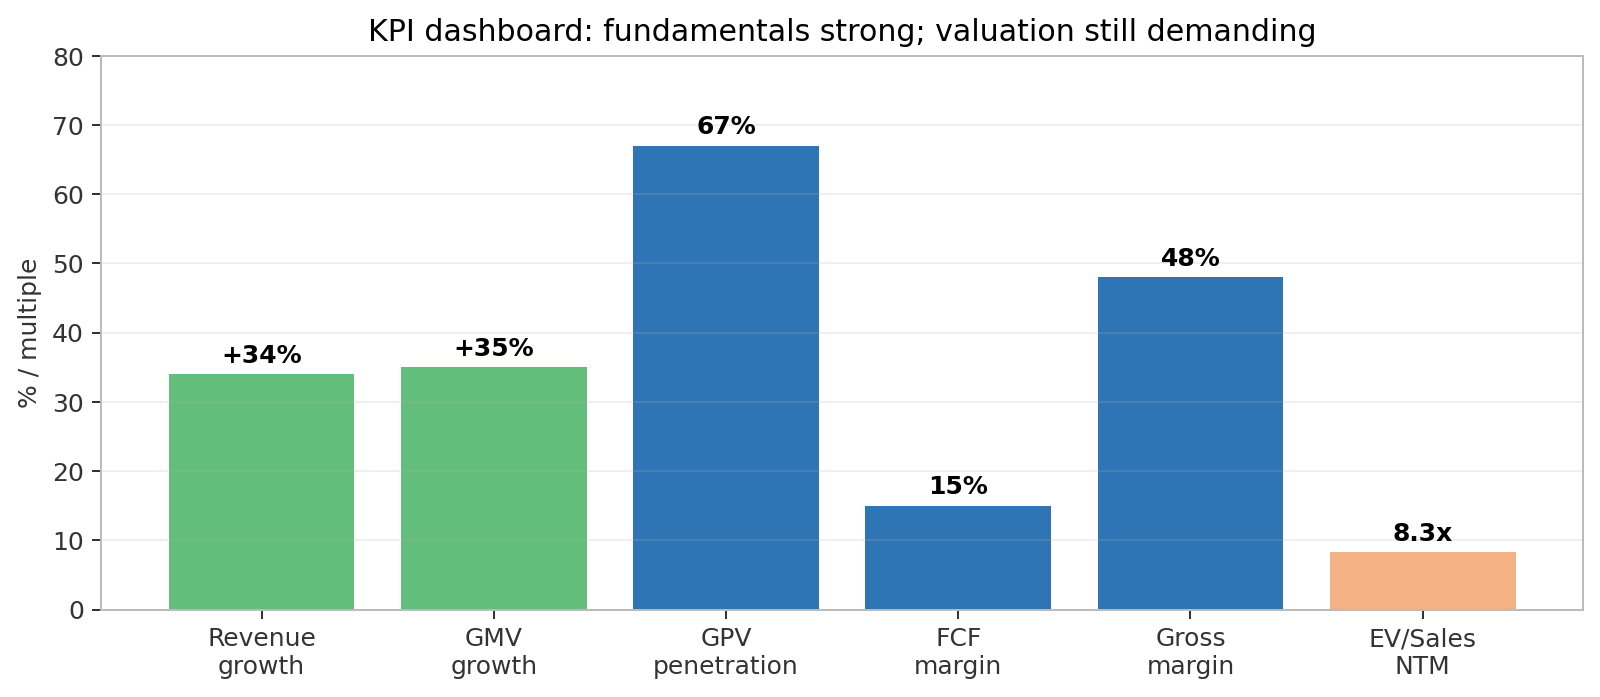 KPI dashboard: fundamentals strong; valuation still demanding
% / multiple
80
70
60
50
40
30
20
10
0
+34%
+35%
67%
15%
48%
8.3x
Revenue
growth
GMV
growth
GPV
penetration
FCF
margin
Gross
margin
EV/Sales
NTM